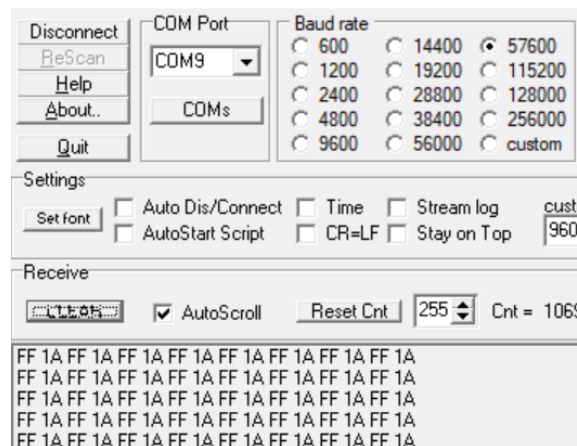 Disconnect
ReScan
Help
About..
Quit
COM Port
COM9
COMs
Baud rate
600 14400 57600
1200 19200 115200
2400 28800 128000
4800 38400 256000
9600 56000 custom
Settings
Set font
Auto Dis/Connect Time Stream log cust
AutoStart Script CR=LF Stay on Top 960
Receive
CLEAR AutoScroll Reset Cnt 255 Cnt = 1069
FF 1A FF 1A FF 1A FF 1A FF 1A FF 1A FF 1A FF 1A
FF 1A FF 1A FF 1A FF 1A FF 1A FF 1A FF 1A FF 1A
FF 1A FF 1A FF 1A FF 1A FF 1A FF 1A FF 1A FF 1A
FF 1A FF 1A FF 1A FF 1A FF 1A FF 1A FF 1A FF 1A
FF 1A FF 1A FF 1A FF 1A FF 1A FF 1A FF 1A FF 1A